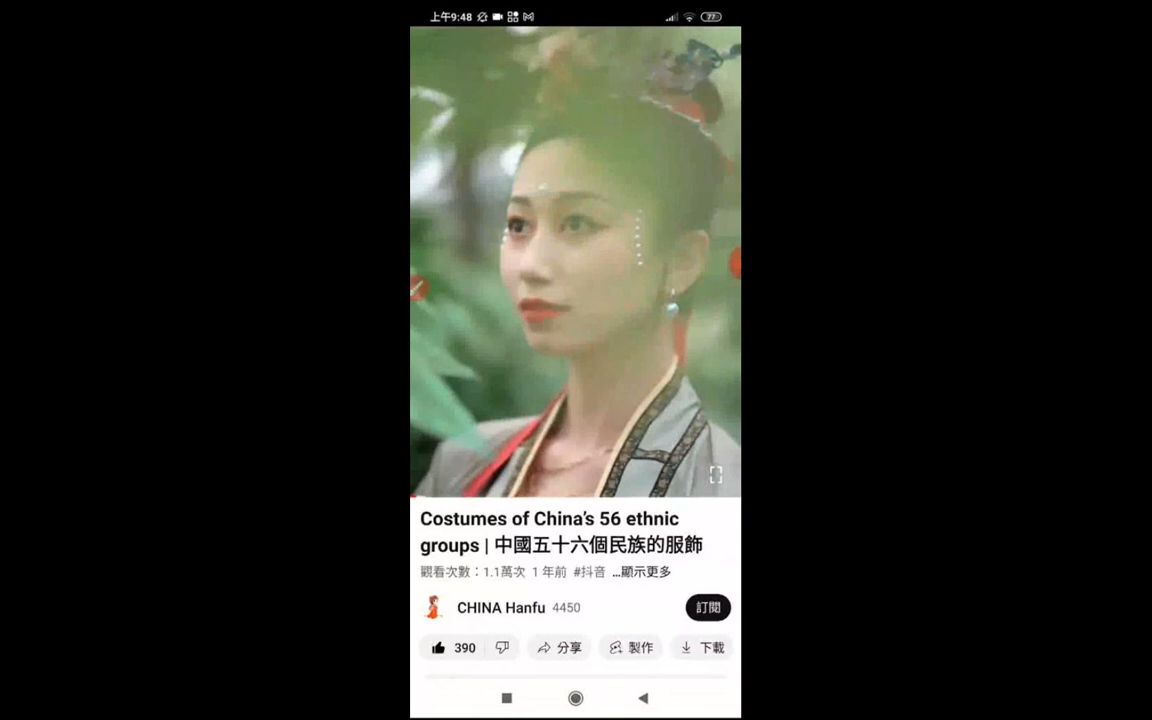 上午9:48
77
Costumes of China’s 56 ethnic
groups | 中國五十六個民族的服飾
觀看次數：1.1萬次 1 年前 #抖音 ...顯示更多
CHINA Hanfu 4450 訂閱
390 分享 製作 下載